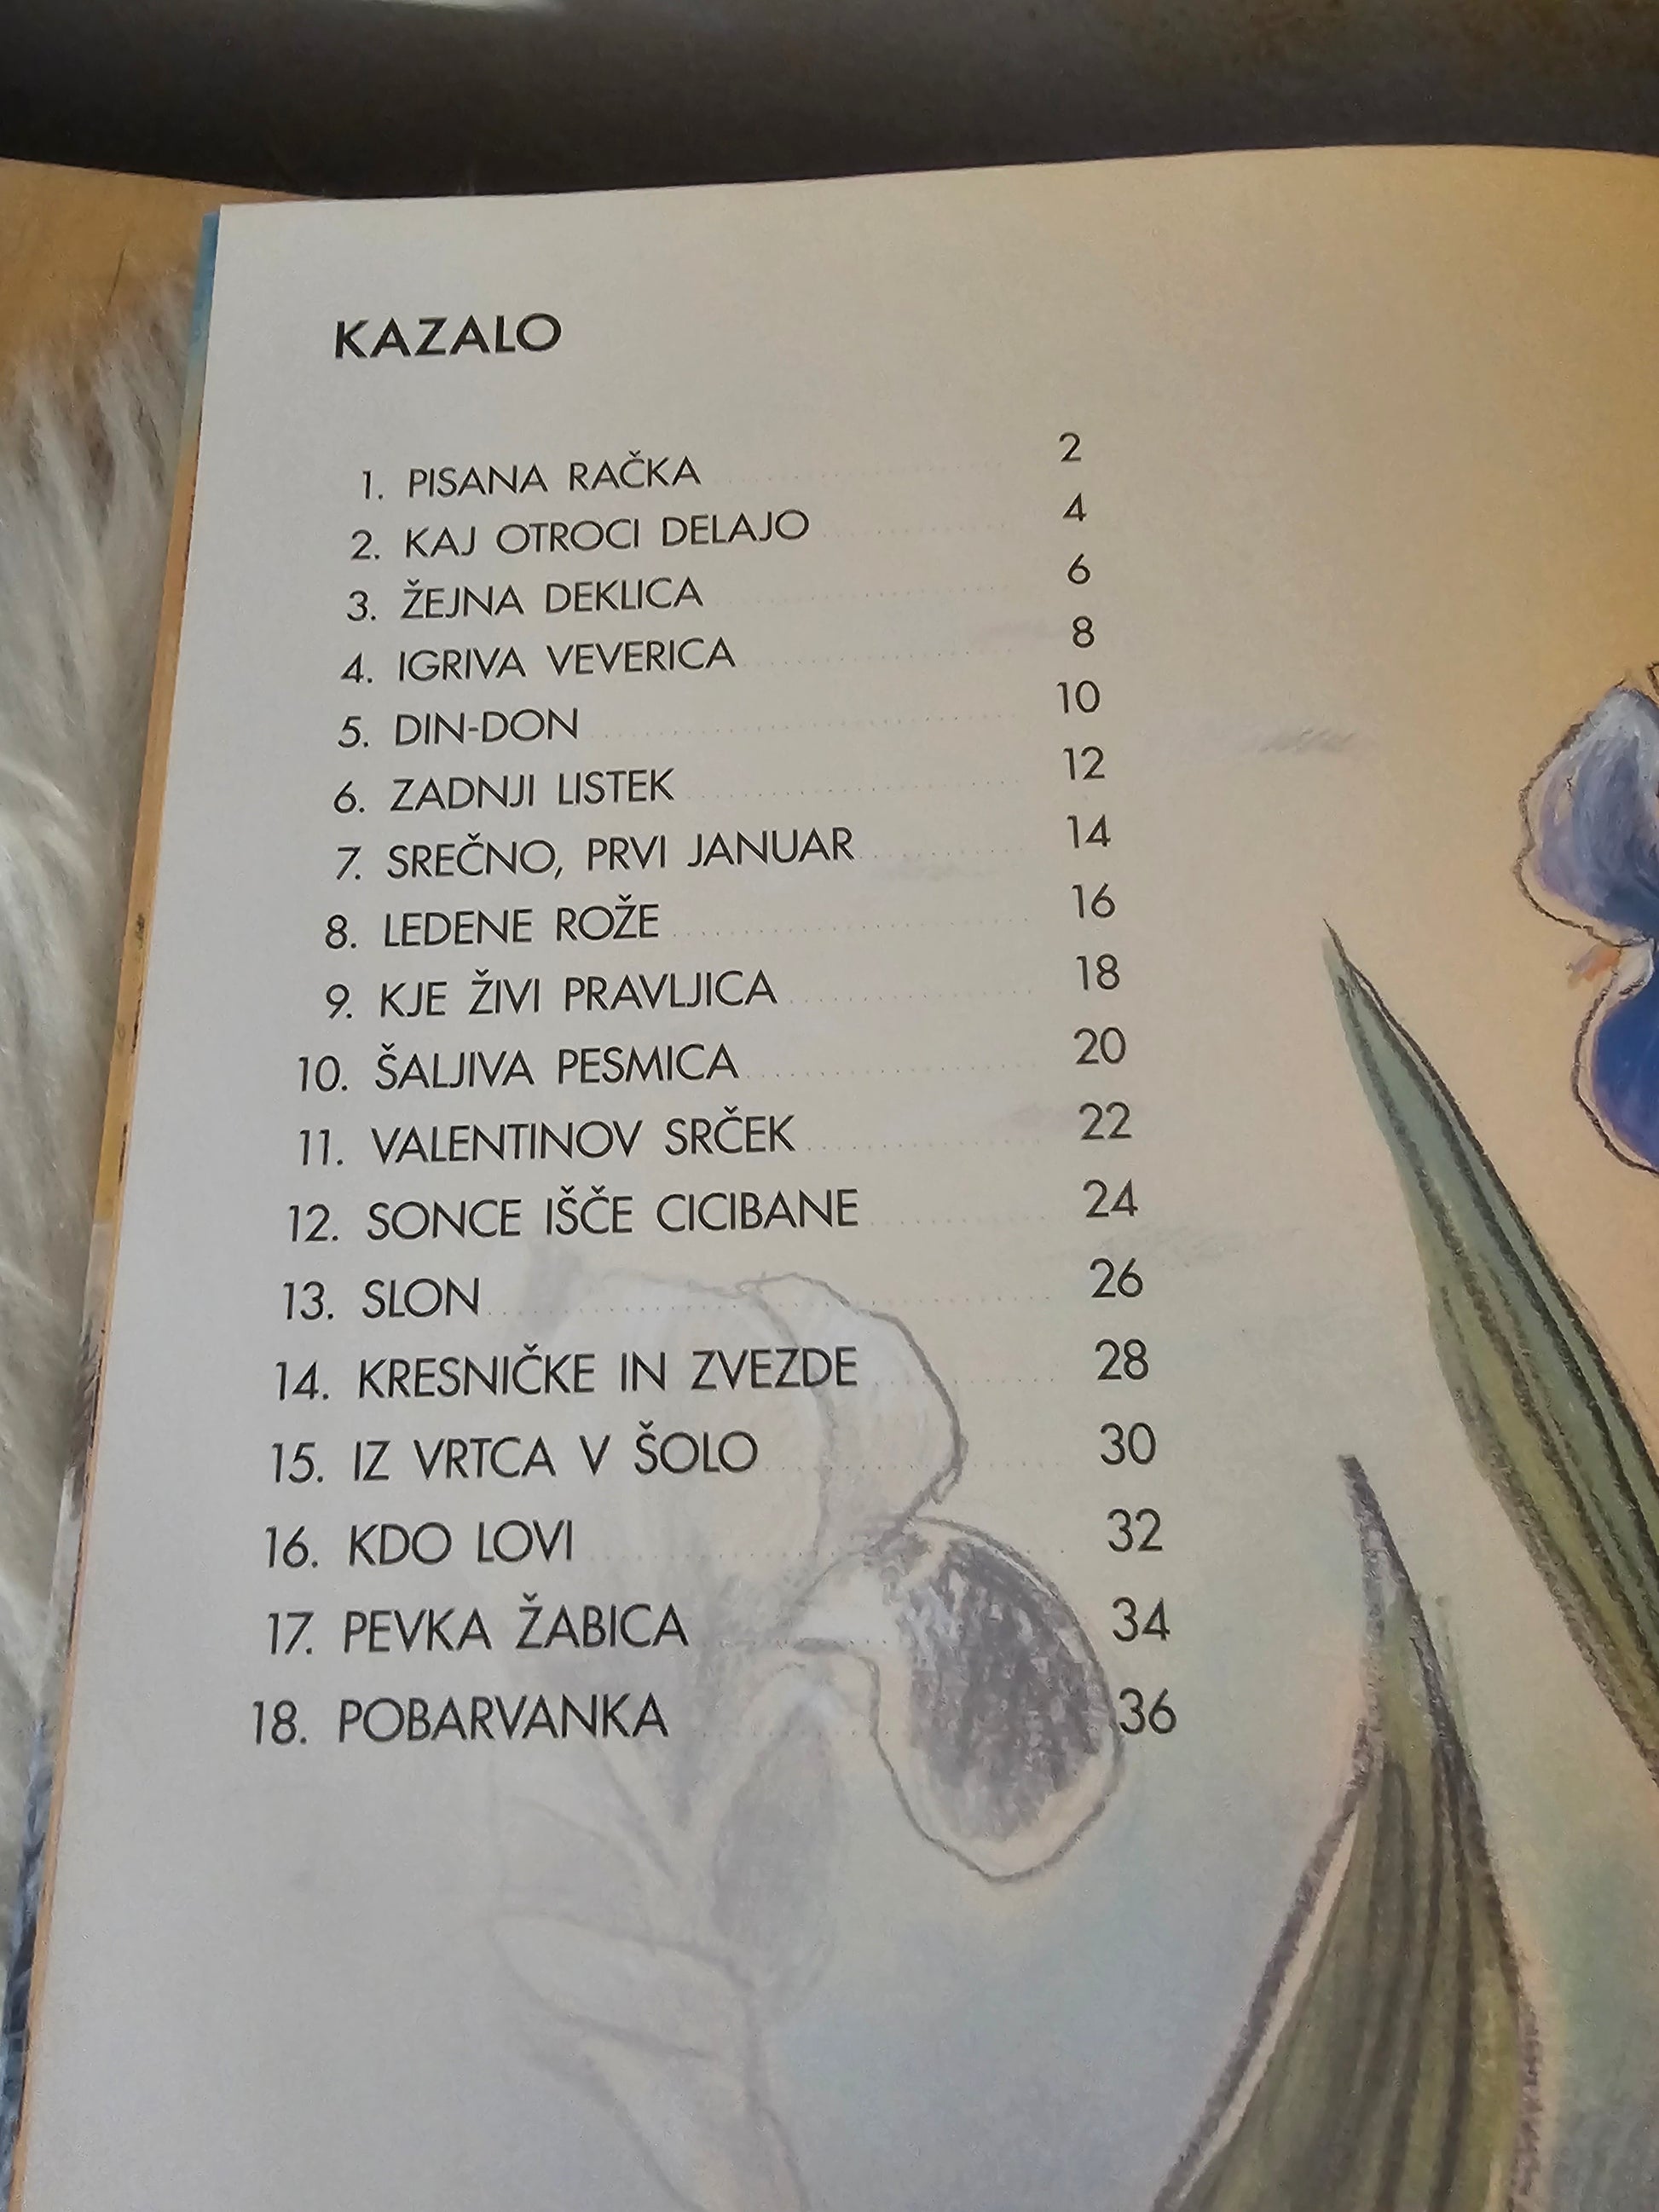 KAZALO
1. PISANA RAČKA 2
2. KAJ OTROCI DELAJO 4
3. ŽEJNA DEKLICA 6
4. IGRIVA VEVERICA 8
5. DIN-DON 10
6. ZADNJI LISTEK 12
7. SREČNO, PRVI JANUAR 14
8. LEDENE ROŽE 16
9. KJE ŽIVI PRAVLJICA 18
10. ŠALJIVA PESMICA 20
11. VALENTINOV SRČEK 22
12. SONCE IŠČE CICIBANE 24
13. SLON 26
14. KRESNIČKE IN ZVEZDE 28
15. IZ VRTCA V ŠOLO 30
16. KDO LOVI 32
17. PEVKA ŽABICA 34
18. POBARVANKA 36